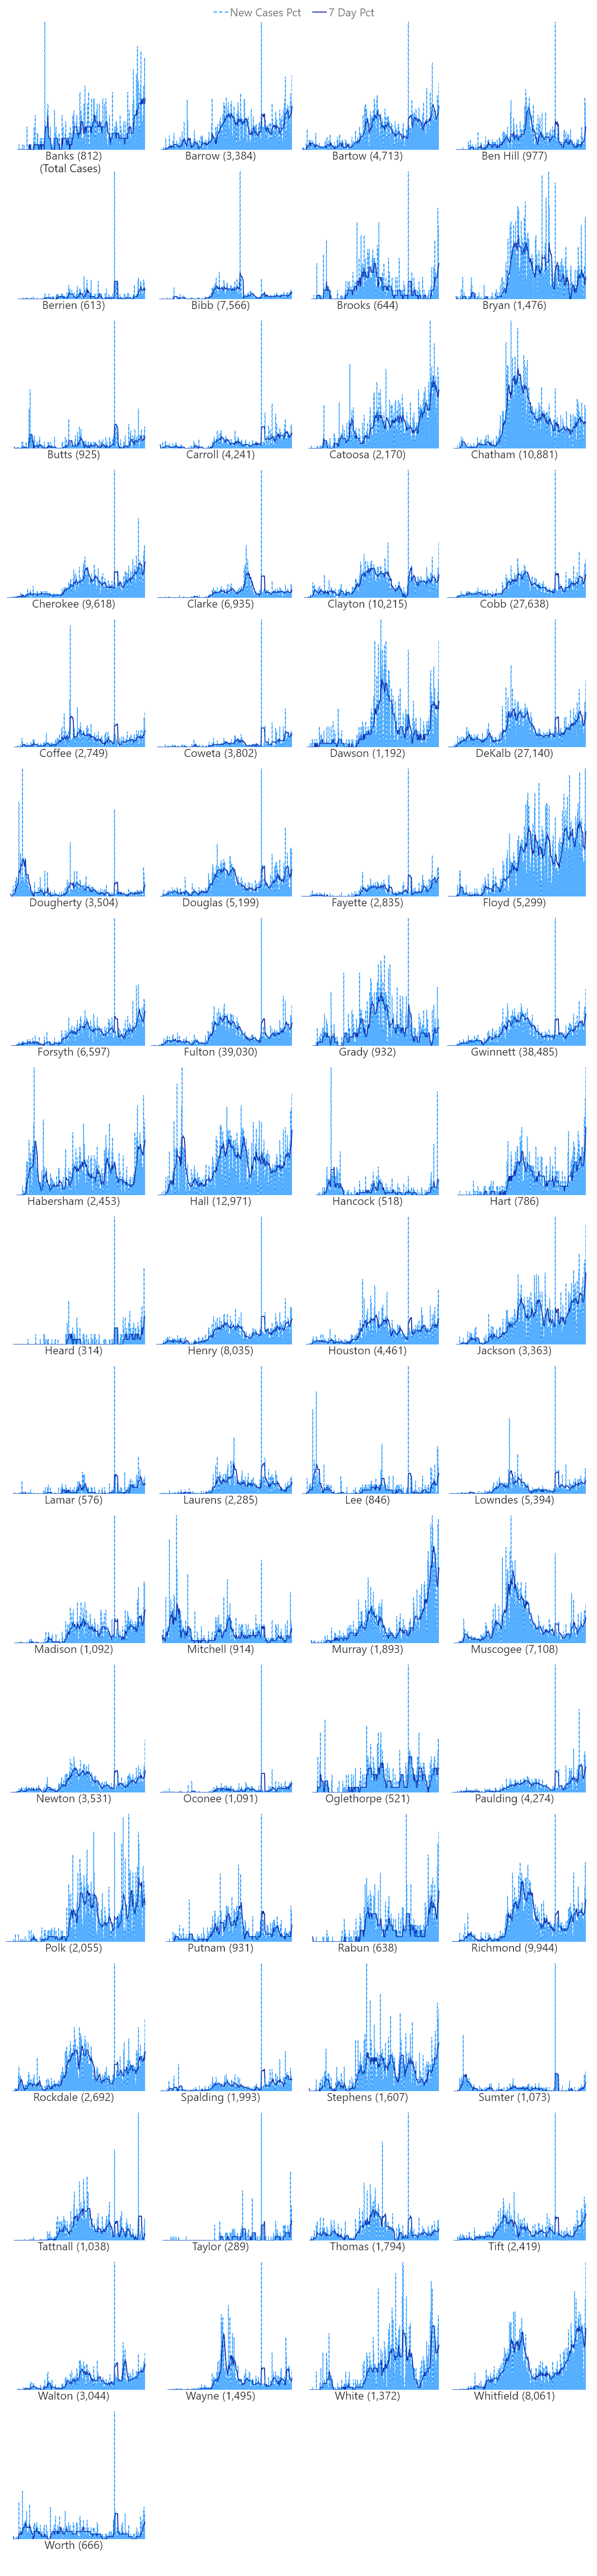 New Cases Pct 7 Day Pct
Banks (812) Barrow (3,384) Bartow (4,713) Ben Hill (977)
(Total Cases)
Berrien (613) Bibb (7,566) Brooks (644) Bryan (1,476)
Butts (925) Carroll (4,241) Catoosa (2,170) Chatham (10,881)
Cherokee (9,618) Clarke (6,935) Clayton (10,215) Cobb (27,638)
Coffee (2,749) Coweta (3,802) Dawson (1,192) DeKalb (27,140)
Dougherty (3,504) Douglas (5,199) Fayette (2,835) Floyd (5,299)
Forsyth (6,597) Fulton (39,030) Grady (932) Gwinnett (38,485)
Habersham (2,453) Hall (12,971) Hancock (518) Hart (786)
Heard (314) Henry (8,035) Houston (4,461) Jackson (3,363)
Lamar (576) Laurens (2,285) Lee (846) Lowndes (5,394)
Madison (1,092) Mitchell (914) Murray (1,893) Muscogee (7,108)
Newton (3,531) Oconee (1,091) Oglethorpe (521) Paulding (4,274)
Polk (2,055) Putnam (931) Rabun (638) Richmond (9,944)
Rockdale (2,692) Spalding (1,993) Stephens (1,607) Sumter (1,073)
Tattnall (1,038) Taylor (289) Thomas (1,794) Tift (2,419)
Walton (3,044) Wayne (1,495) White (1,372) Whitfield (8,061)
Worth (666)